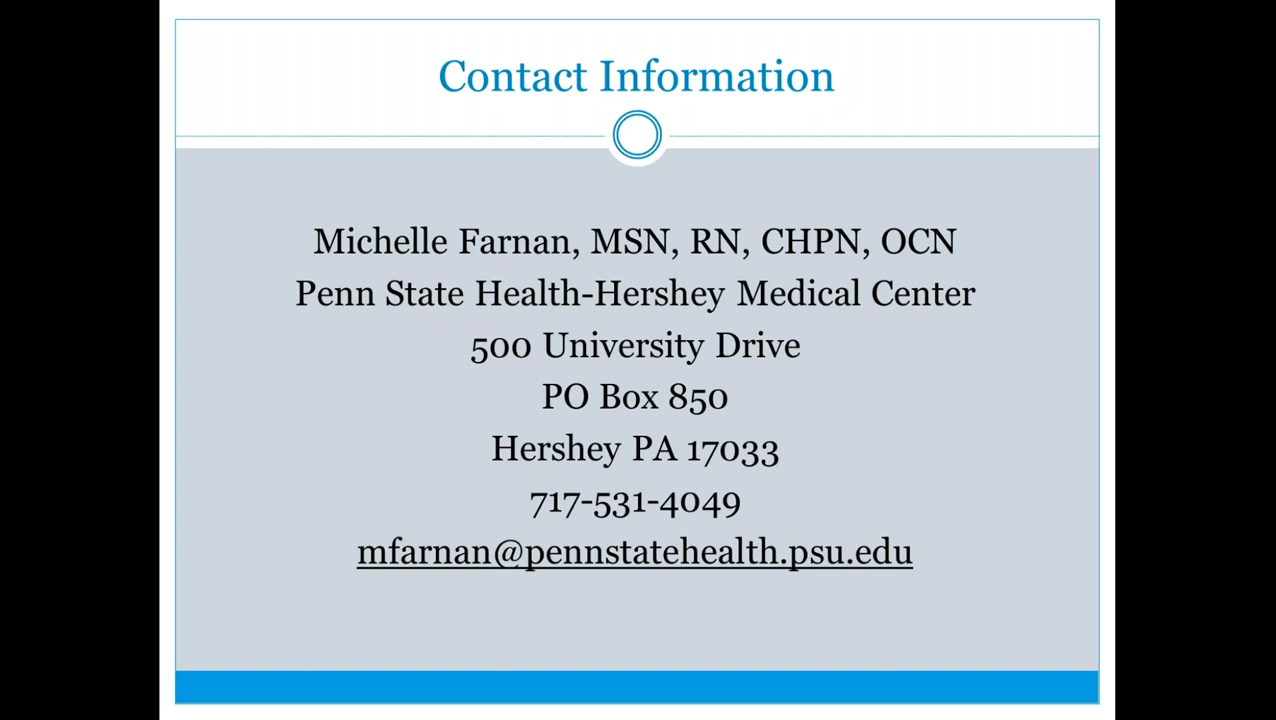 Contact Information
Michelle Farnan, MSN, RN, CHPN, OCN
Penn State Health-Hershey Medical Center
500 University Drive
PO Box 850
Hershey PA 17033
717-531-4049
mfarnan@pennstatehealth.psu.edu